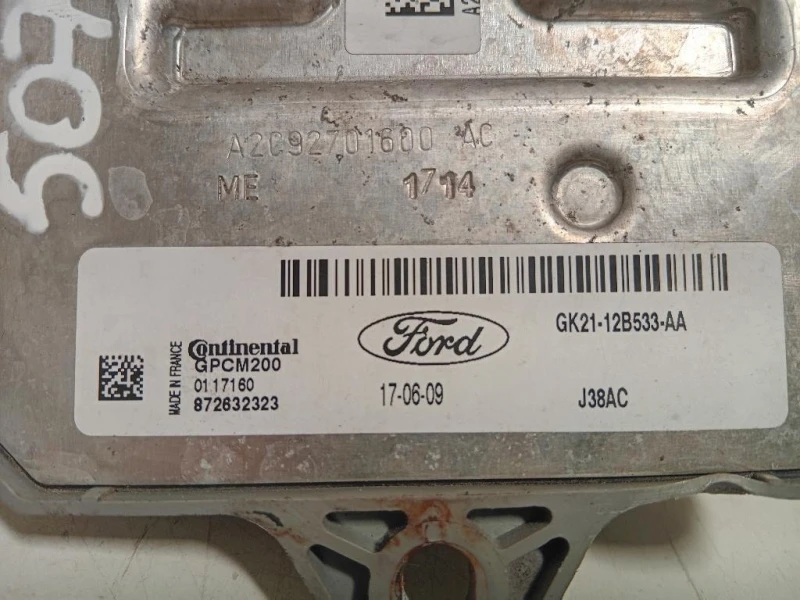 507
A2C92701600 AC
ME 1714
MADE IN FRANCE
Continental
GPCM200
0117160
872632323
Ford
17-06-09
GK21-12B533-AA
J38AC